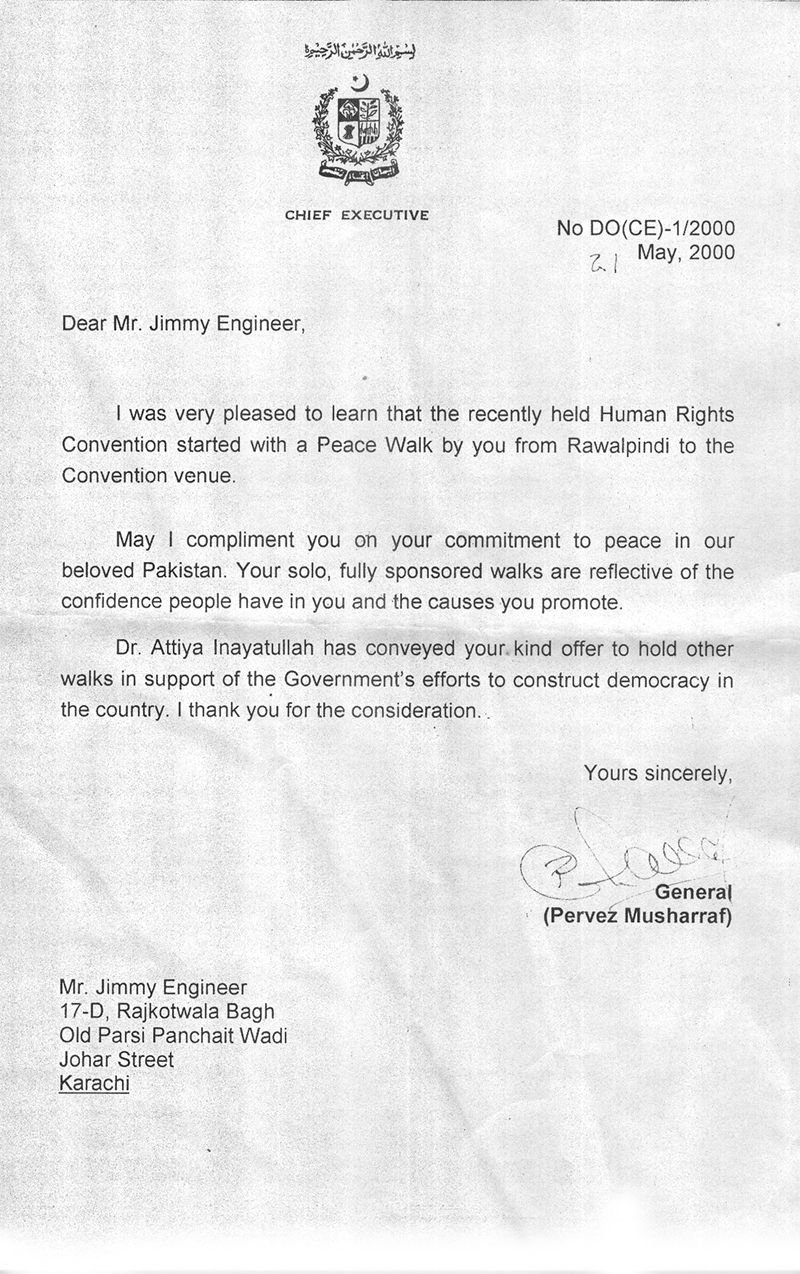 بسم اللہ الرحمٰن الرحیم
CHIEF EXECUTIVE
No DO(CE)-1/2000
21 May, 2000
Dear Mr. Jimmy Engineer,
I was very pleased to learn that the recently held Human Rights
Convention started with a Peace Walk by you from Rawalpindi to the
Convention venue.
May I compliment you on your commitment to peace in our
beloved Pakistan. Your solo, fully sponsored walks are reflective of the
confidence people have in you and the causes you promote.
Dr. Attiya Inayatullah has conveyed your kind offer to hold other
walks in support of the Government's efforts to construct democracy in
the country. I thank you for the consideration.
Yours sincerely,
General
(Pervez Musharraf)
Mr. Jimmy Engineer
17-D, Rajkotwala Bagh
Old Parsi Panchait Wadi
Johar Street
Karachi